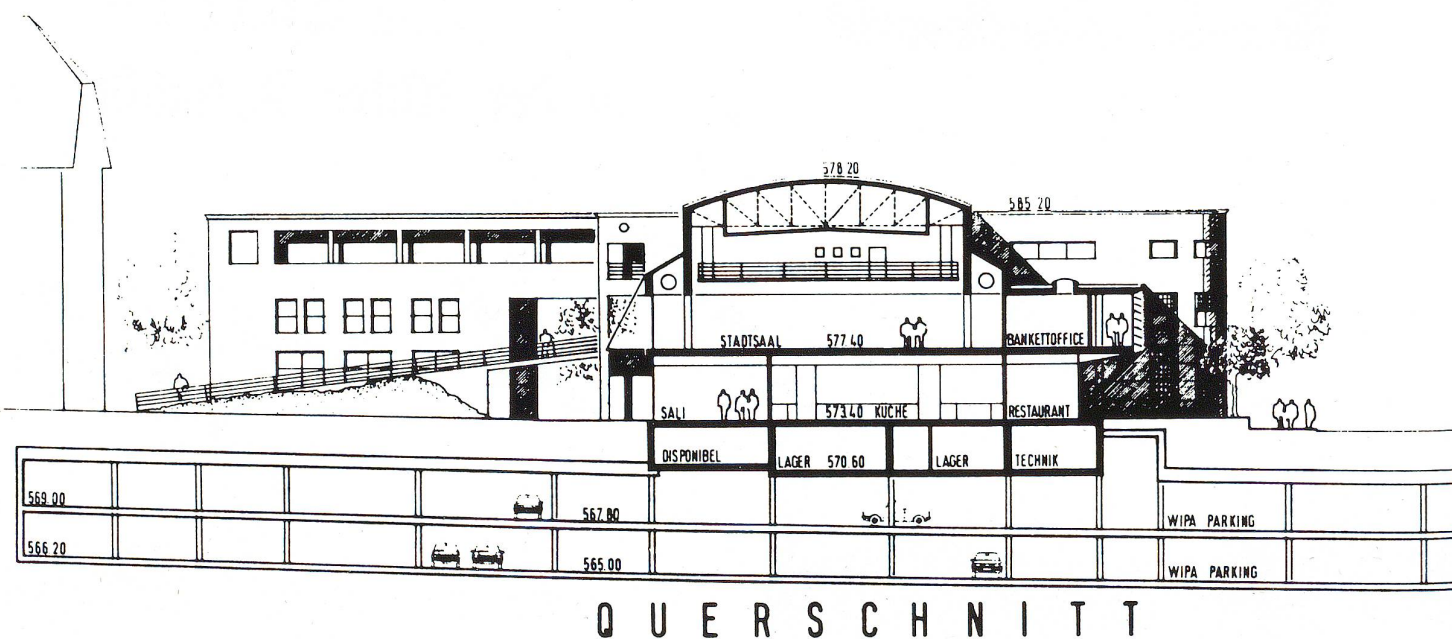 578 20
585 20
STADTSAAL 577.40
BANKETTOFFICE
SALI
573.40 KUCHE
RESTAURANT
DISPONIBEL
LAGER 570.60
LAGER
TECHNIK
569.00
567.80
WIPA PARKING
566.20
565.00
WIPA PARKING
QUERSCHNITT